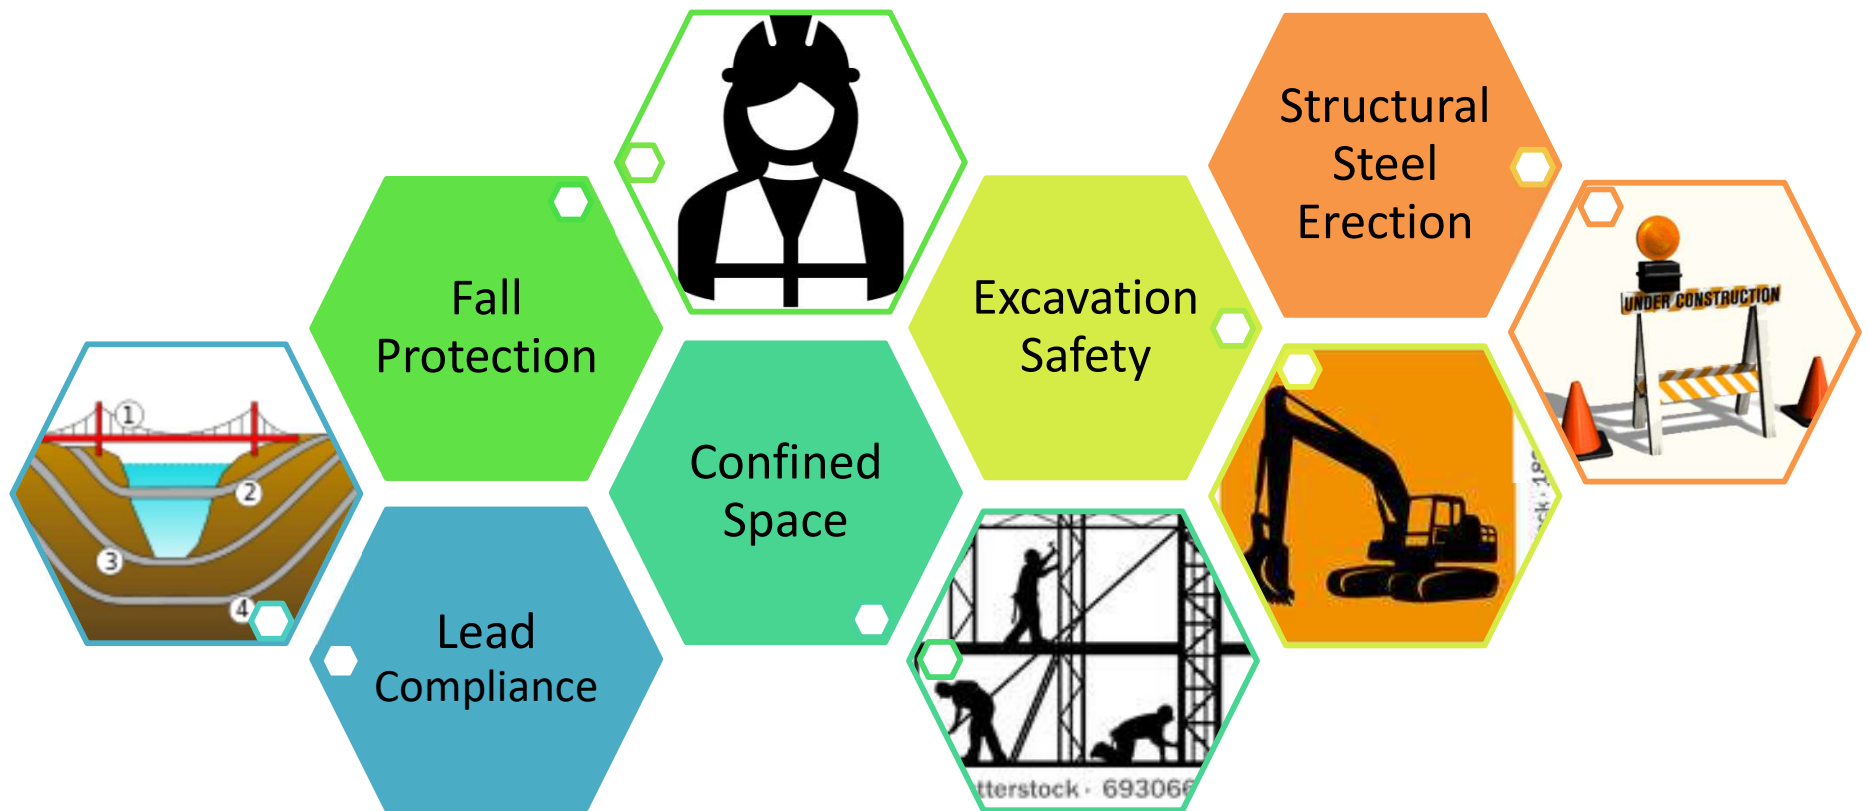 Structural
Steel
Erection
Fall
Protection
Excavation
Safety
UNDER CONSTRUCTION
1
2
3
4
Confined
Space
Lead
Compliance